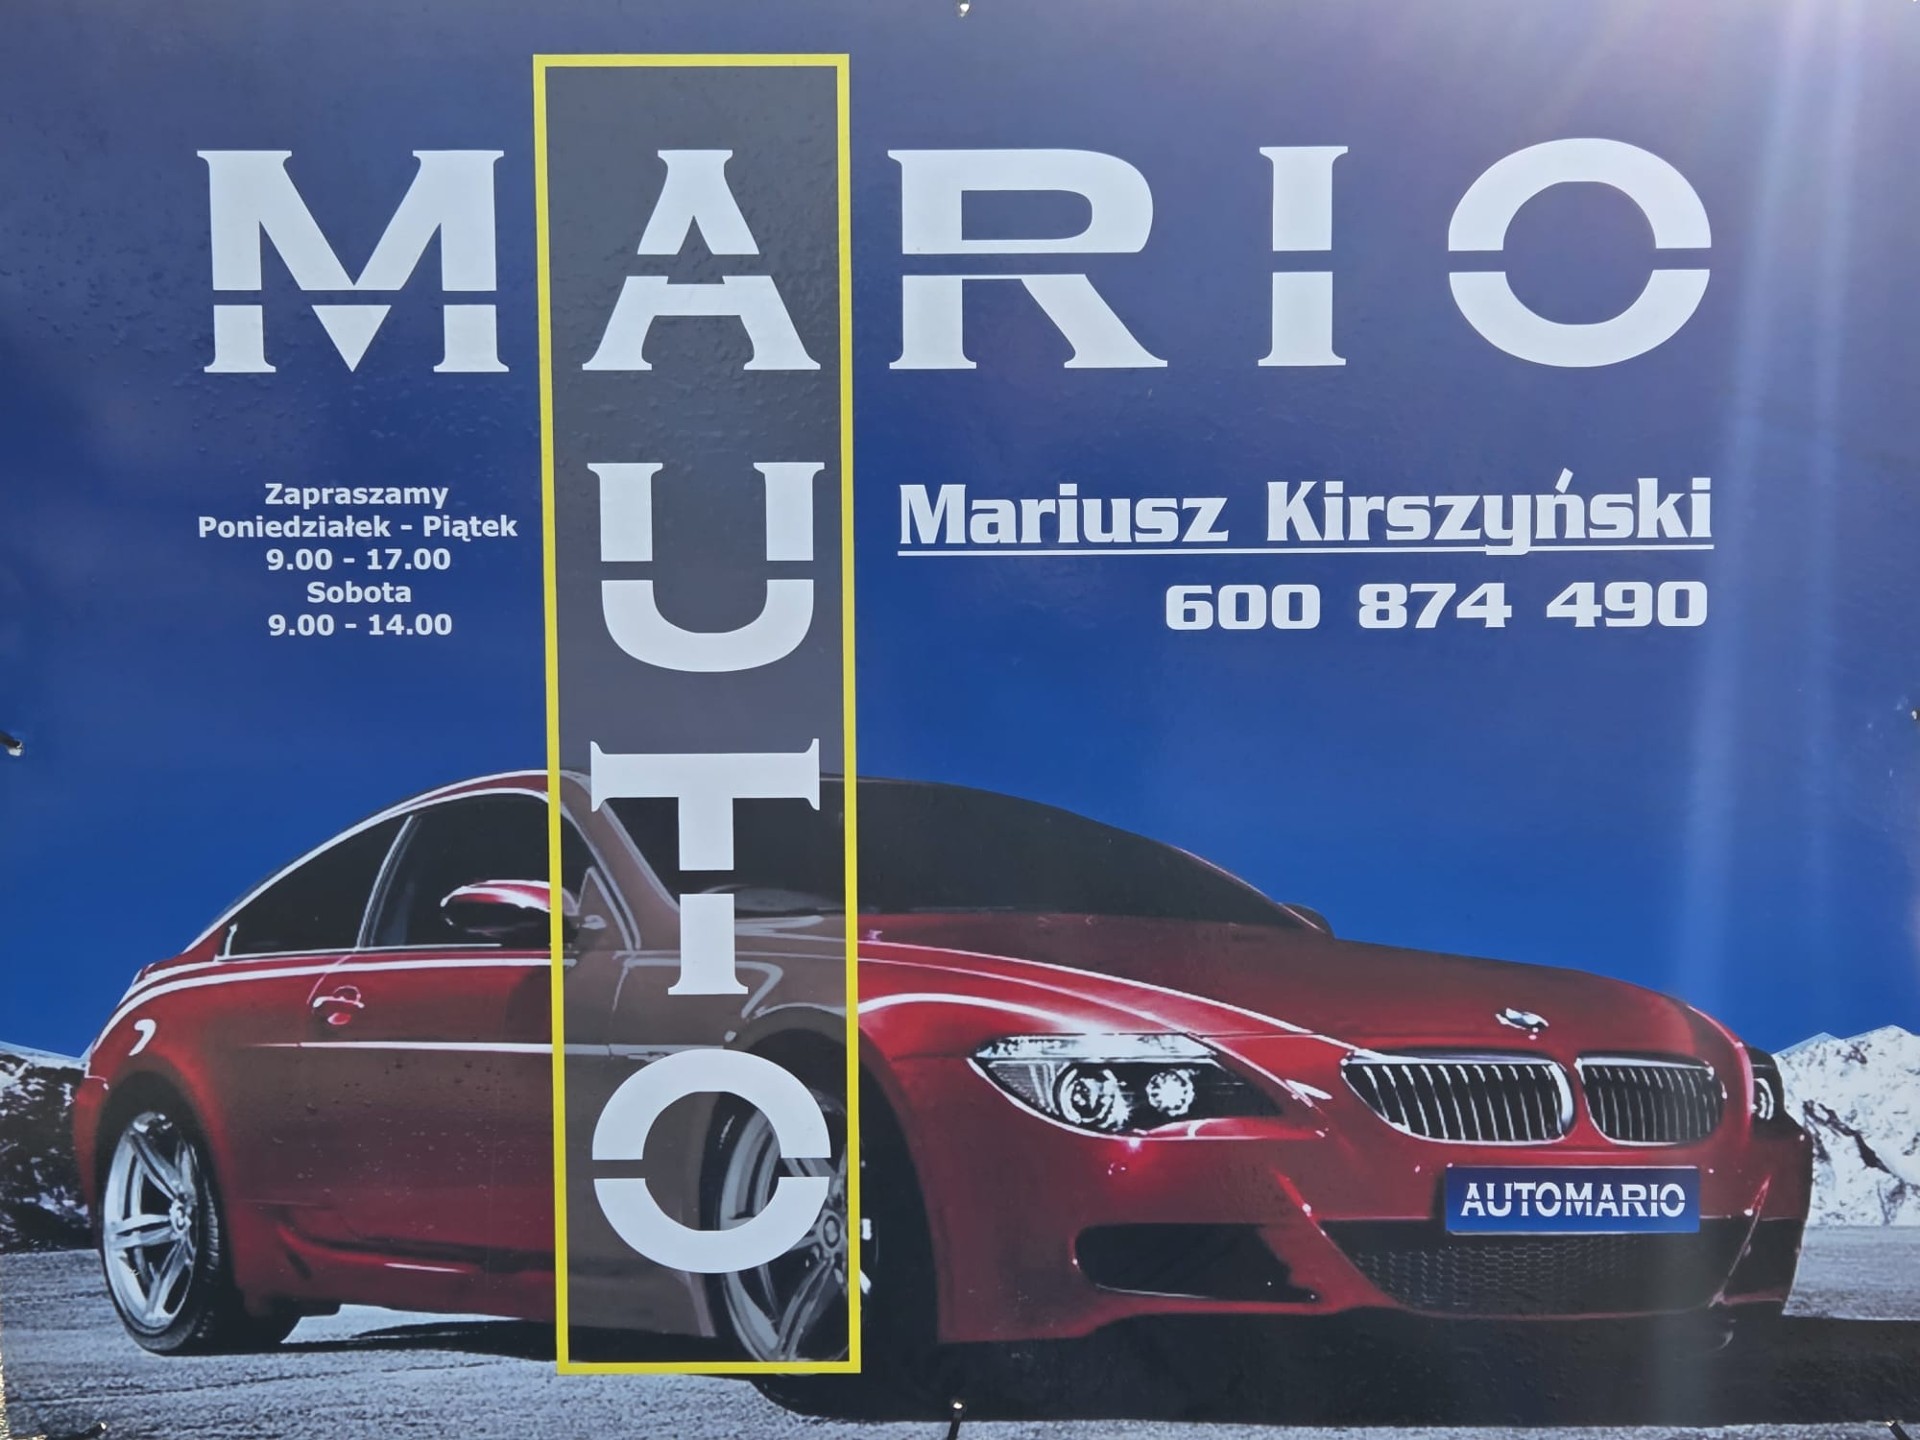 MARIO
AUTO
Zapraszamy
Poniedziałek - Piątek
9.00 - 17.00
Sobota
9.00 - 14.00
Mariusz Kirszyński
600 874 490
AUTOMARIO